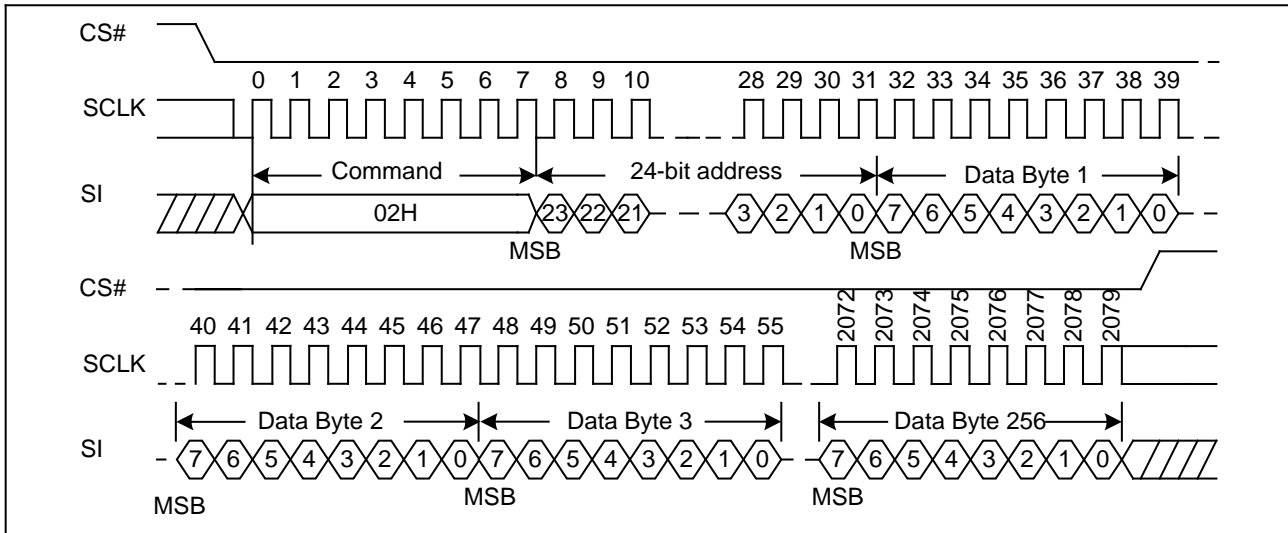 CS#
0 1 2 3 4 5 6 7 8 9 10 28 29 30 31 32 33 34 35 36 37 38 39
SCLK
Command 24-bit address Data Byte 1
SI
02H 23 22 21 3 2 1 0 7 6 5 4 3 2 1 0
MSB MSB
CS#
40 41 42 43 44 45 46 47 48 49 50 51 52 53 54 55 2072 2073 2074 2075 2076 2077 2078 2079
SCLK
Data Byte 2 Data Byte 3 Data Byte 256
SI
7 6 5 4 3 2 1 0 7 6 5 4 3 2 1 0 7 6 5 4 3 2 1 0
MSB MSB MSB